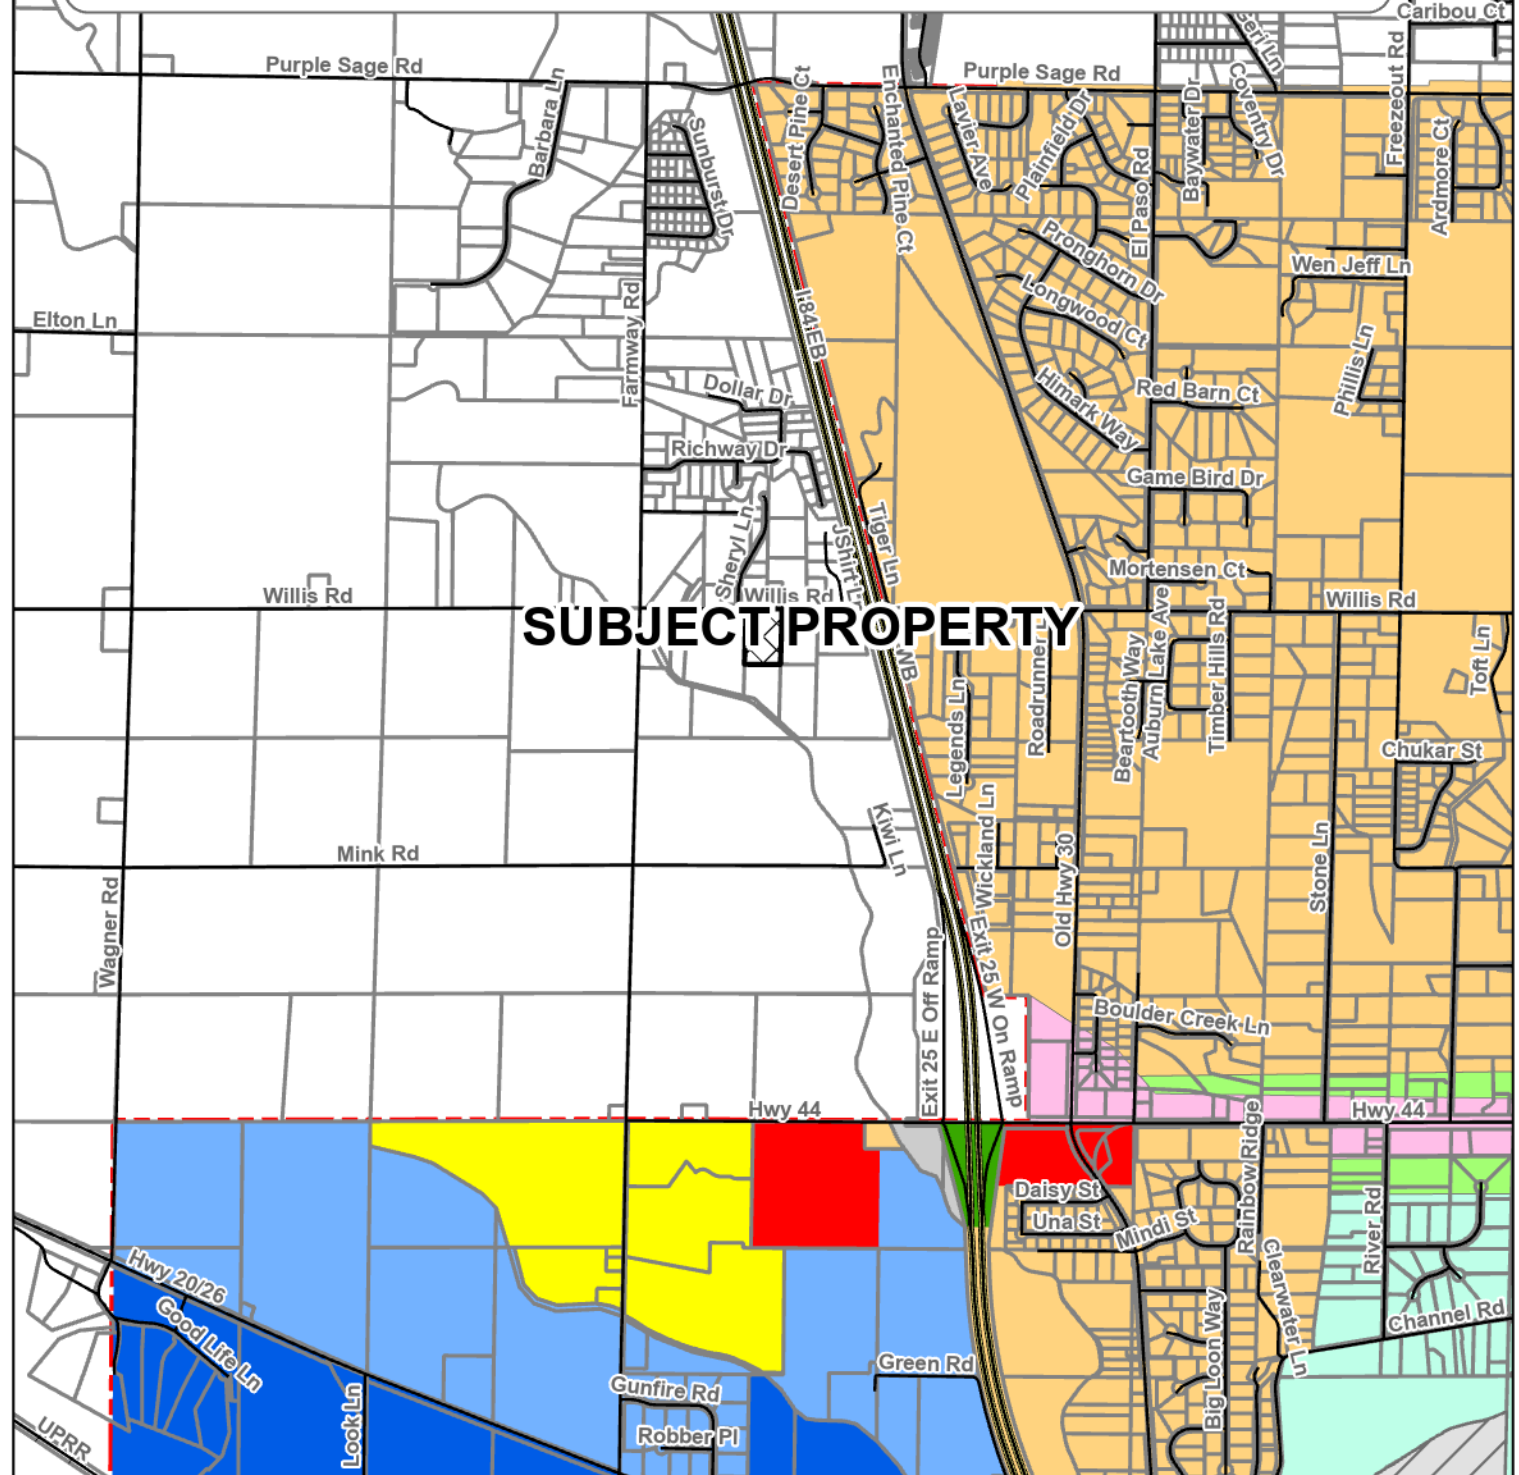 Caribou Ct
Geri Ln
Purple Sage Rd
Purple Sage Rd
Freezeout Rd
Barbara Ln
Sunburst Dr
Desert Pine Ct
Enchanted Pine Ct
Lavier Ave
Plainfield Dr
El Paso Rd
Baywater Dr
Coventry Dr
Ardmore Ct
Pronghorn Dr
Wen Jeff Ln
Longwood Ct
Elton Ln
Farmway Rd
I 84 EB
Phillis Ln
Dollar Dr
Himark Way
Red Barn Ct
Richway Dr
Game Bird Dr
Sheryl Ln
JShirt Ln
Tiger Ln
Mortensen Ct
Willis Rd
Willis Rd
Willis Rd
SUBJECT PROPERTY
WB
Legends Ln
Roadrunner L
Beartooth Way
Auburn Lake Ave
Timber Hills Rd
Toft Ln
Chukar St
Kiwi Ln
Wickland Ln
Mink Rd
Old Hwy 30
Stone Ln
Wagner Rd
Exit 25 E Off Ramp
Exit 25 W On Ramp
Boulder Creek Ln
Hwy 44
Hwy 44
Rainbow Ridge
Daisy St
Una St
Mindi St
River Rd
Hwy 20/26
Good Life Ln
Clearwater Ln
Channel Rd
Big Loon Way
Green Rd
Gunfire Rd
Look Ln
Robber Pl
UPRR